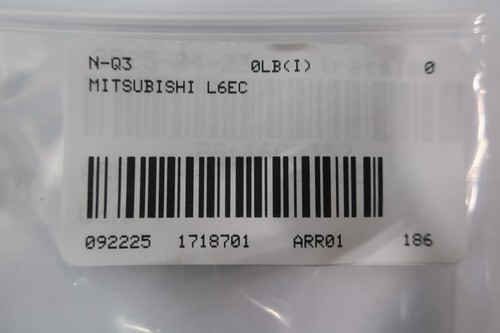 N-Q3 0LB(I) 0
MITSUBISHI L6EC
092225 1718701 ARR01 186